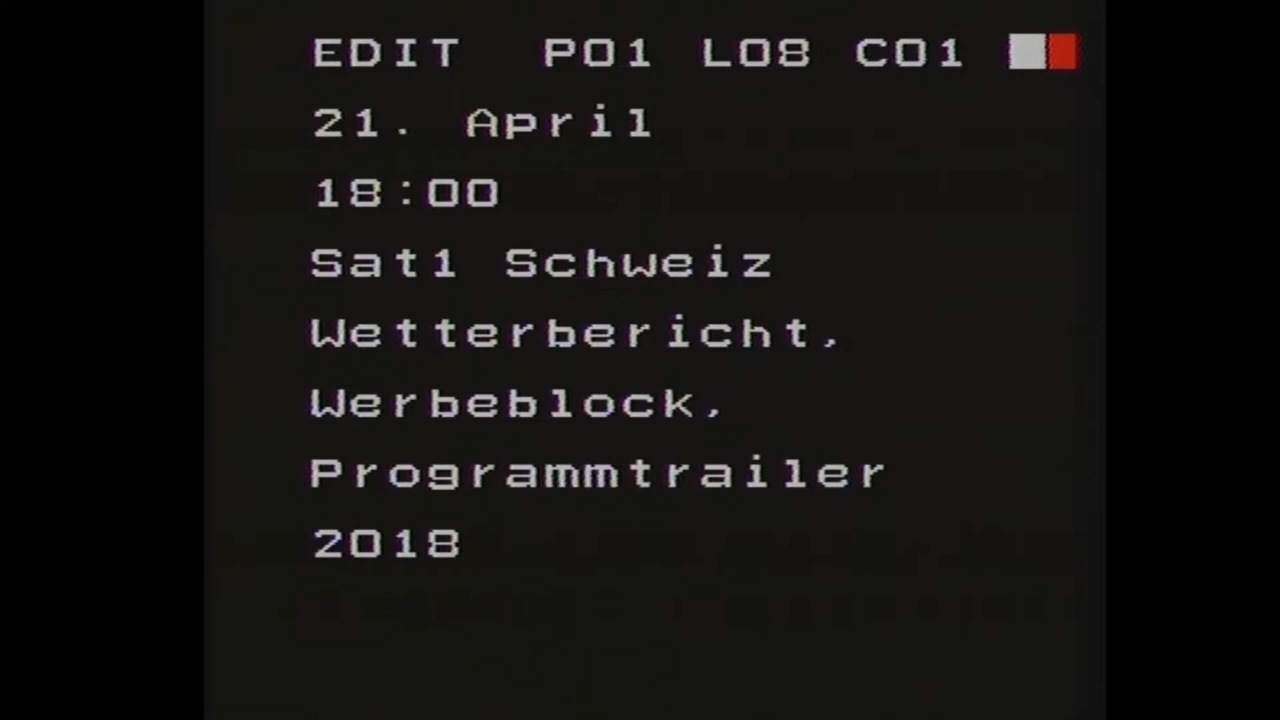 EDIT P01 L08 C01
21. April
18:00
Sat1 Schweiz
Wetterbericht,
Werbeblock,
Programmtrailer
2018